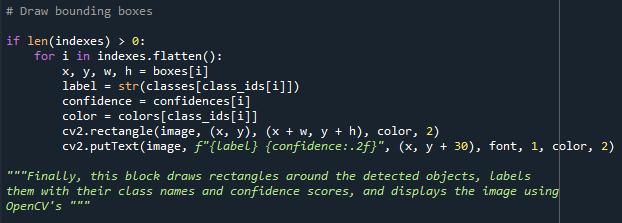 # Draw bounding boxes
if len(indexes) > 0:
    for i in indexes.flatten():
        x, y, w, h = boxes[i]
        label = str(classes[class_ids[i]])
        confidence = confidences[i]
        color = colors[class_ids[i]]
        cv2.rectangle(image, (x, y), (x + w, y + h), color, 2)
        cv2.putText(image, f"{label} {confidence:.2f}", (x, y + 30), font, 1, color, 2)
"""Finally, this block draws rectangles around the detected objects, labels
them with their class names and confidence scores, and displays the image using
OpenCV's """